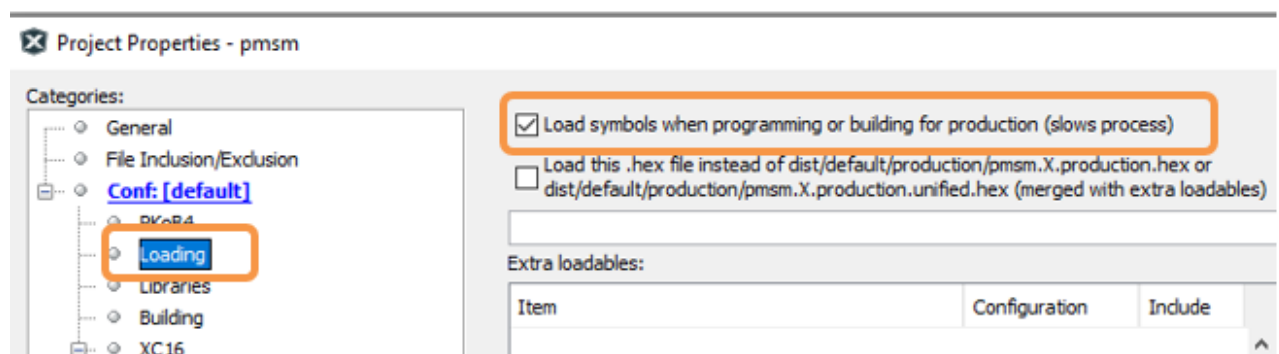 Project Properties - pmsm
Categories:
General
File Inclusion/Exclusion
Conf: [default]
PKoB4
Loading
Libraries
Building
XC16
Load symbols when programming or building for production (slows process)
Load this .hex file instead of dist/default/production/pmsm.X.production.hex or
dist/default/production/pmsm.X.production.unified.hex (merged with extra loadables)
Extra loadables:
Item Configuration Include